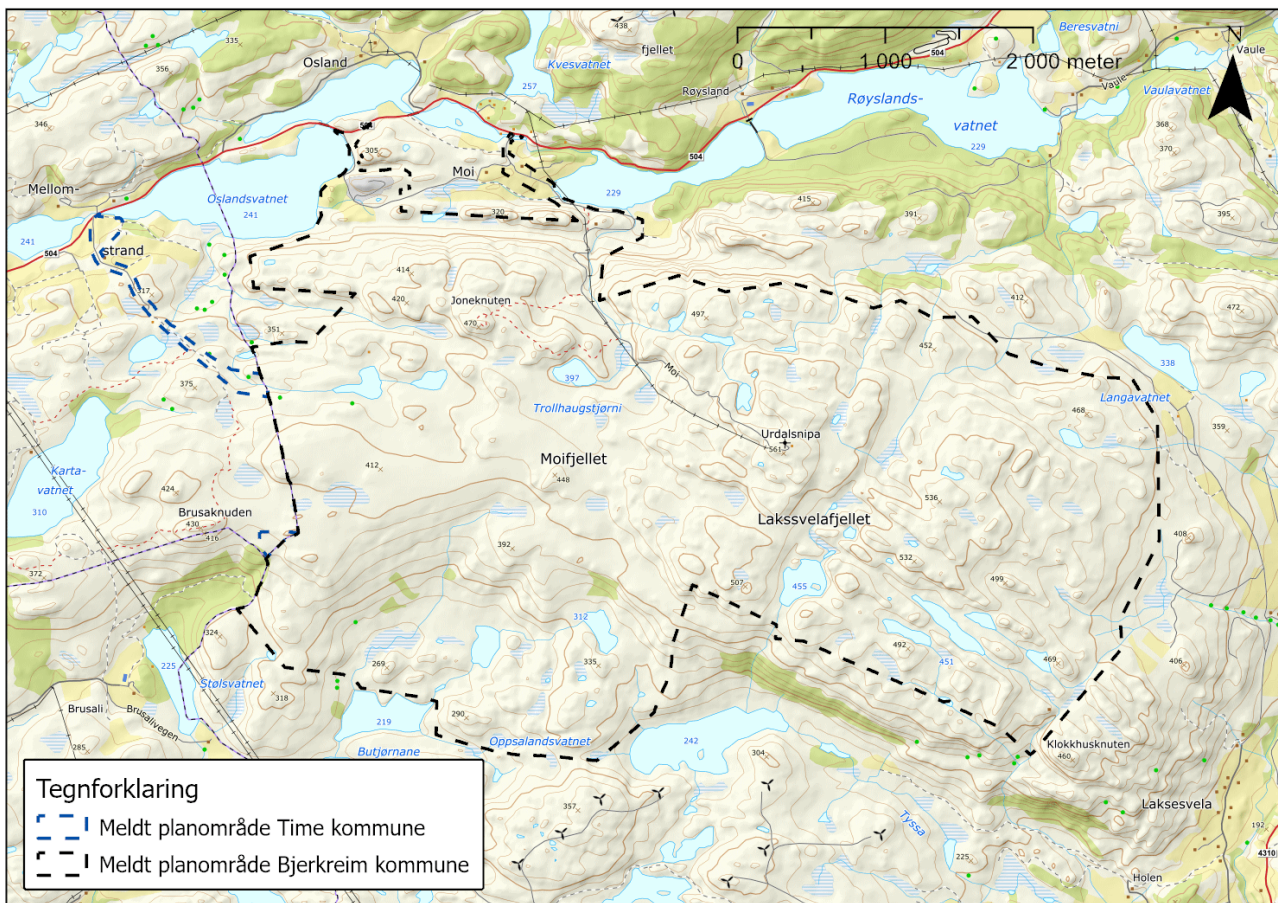 335
Osland
438
fjellet
Kvesvatnet
0
1 000
2 000 meter
504
Beresvatni
N
Vaule
356
257
Røysland
Røyslands-
vatnet
229
Vaule
Vaulavatnet
346
305
504
368
370
Mellom-
Oslandsvatnet
241
Moi
229
415
391
395
241
504
strand
320
317
414
420
Joneknuten
470
497
412
472
351
452
338
375
397
Moi
Langavatnet
Trollhaugstjørni
468
359
Urdalsnipa
561
Karta-
vatnet
310
412
Moifjellet
448
424
536
Brusaknuden
430
416
Lakssvelafjellet
408
372
392
532
507
455
499
324
312
225
269
335
492
451
469
406
Stølsvatnet
318
Brusali
Brusalivegen
219
290
242
285
Butjørnane
Oppsalandsvatnet
304
Klokkhusknuten
460
Laksesvela
357
Tyssa
192
4310
225
Holen
Tegnforklaring
Meldt planområde Time kommune
Meldt planområde Bjerkreim kommune